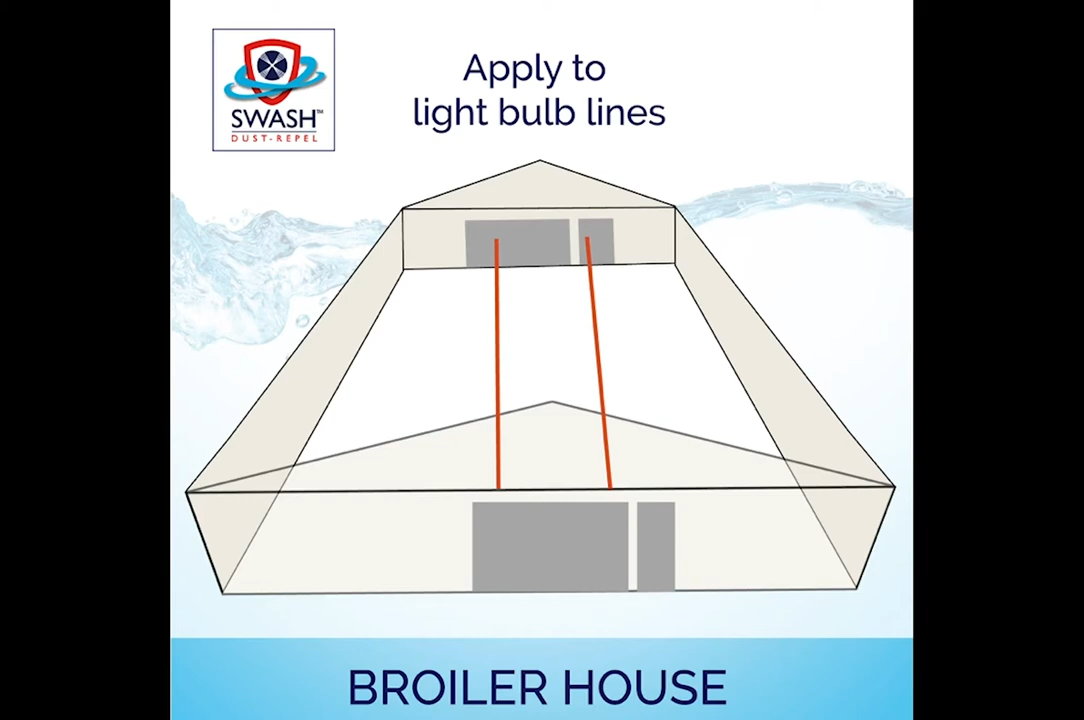 Apply to
light bulb lines
SWASH™
DUST-REPEL
BROILER HOUSE